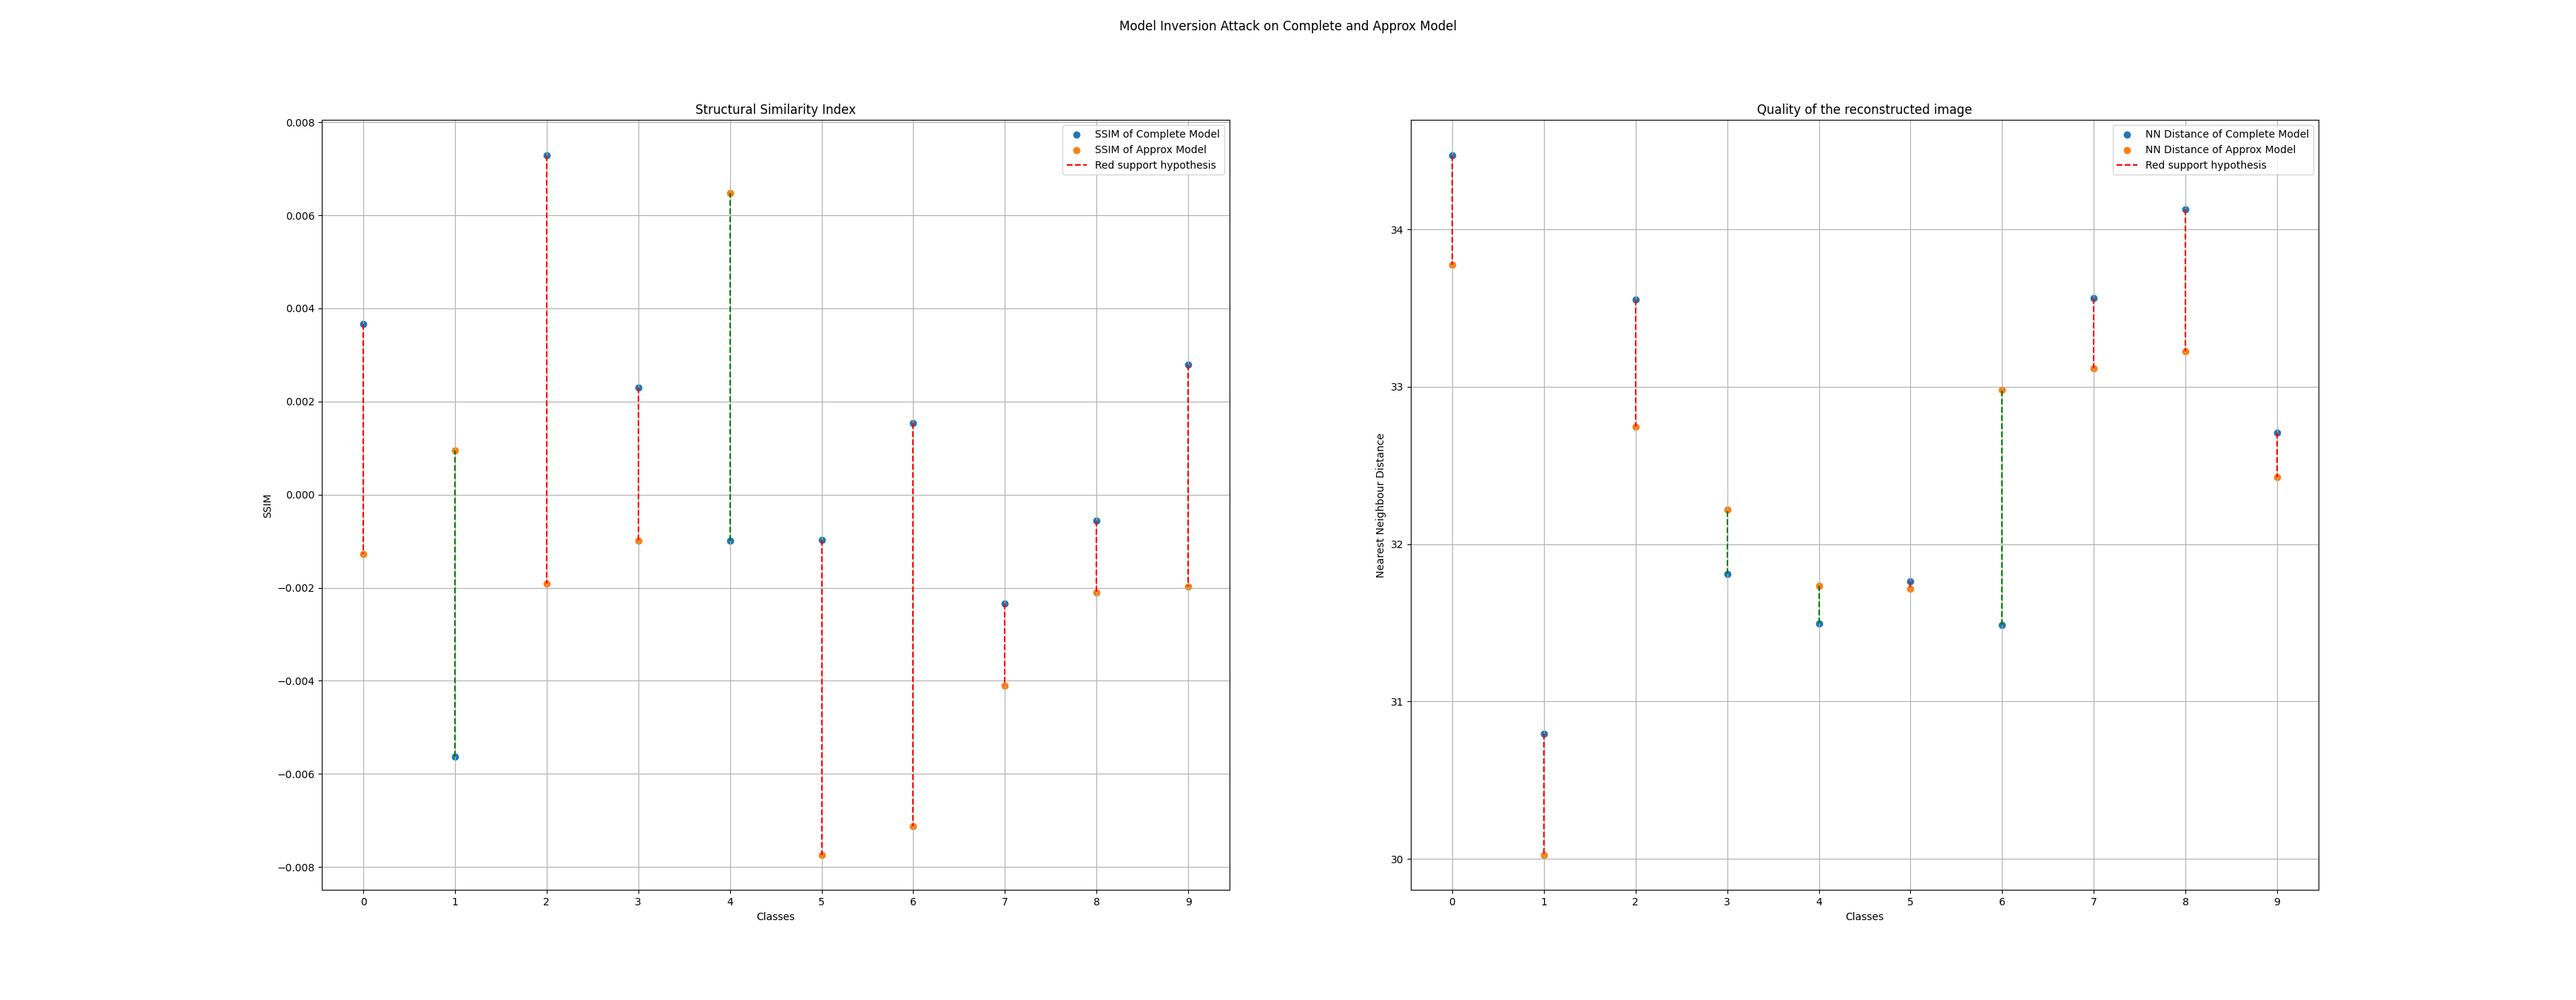 Model Inversion Attack on Complete and Approx Model
Structural Similarity Index
SSIM of Complete Model
SSIM of Approx Model
Red support hypothesis
0.008
0.006
0.004
0.002
0.000
−0.002
−0.004
−0.006
−0.008
SSIM
0 1 2 3 4 5 6 7 8 9
Classes
Quality of the reconstructed image
NN Distance of Complete Model
NN Distance of Approx Model
Red support hypothesis
34
33
32
31
30
Nearest Neighbour Distance
0 1 2 3 4 5 6 7 8 9
Classes